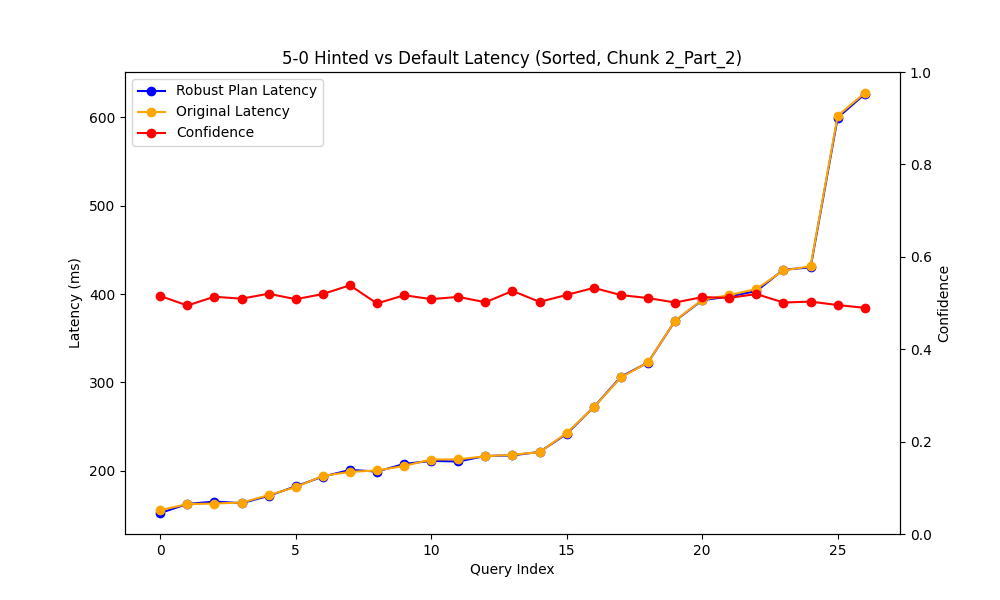 5-0 Hinted vs Default Latency (Sorted, Chunk 2_Part_2)
Robust Plan Latency
Original Latency
Confidence
Latency (ms)
600
500
400
300
200
1.0
0.8
0.6
0.4
0.2
0.0
Confidence
0 5 10 15 20 25
Query Index